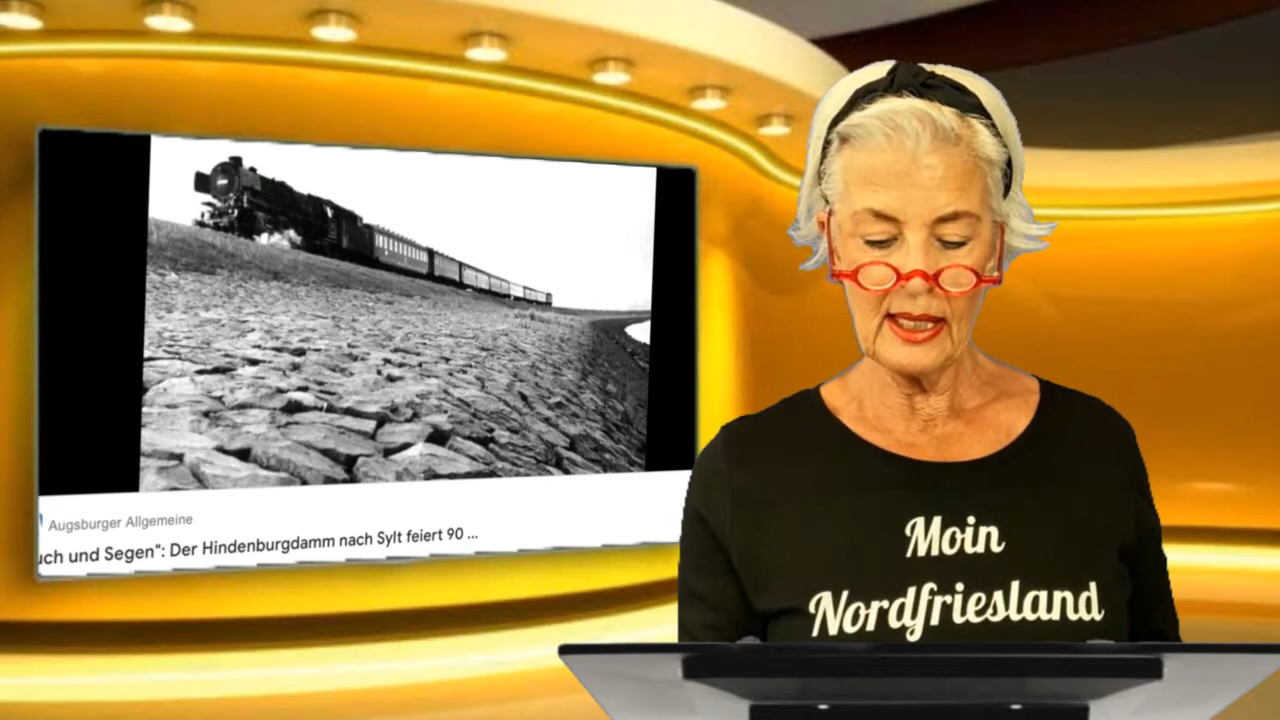 Augsburger Allgemeine
uch und Segen": Der Hindenburgdamm nach Sylt feiert 90 ...
Moin
Nordfriesland